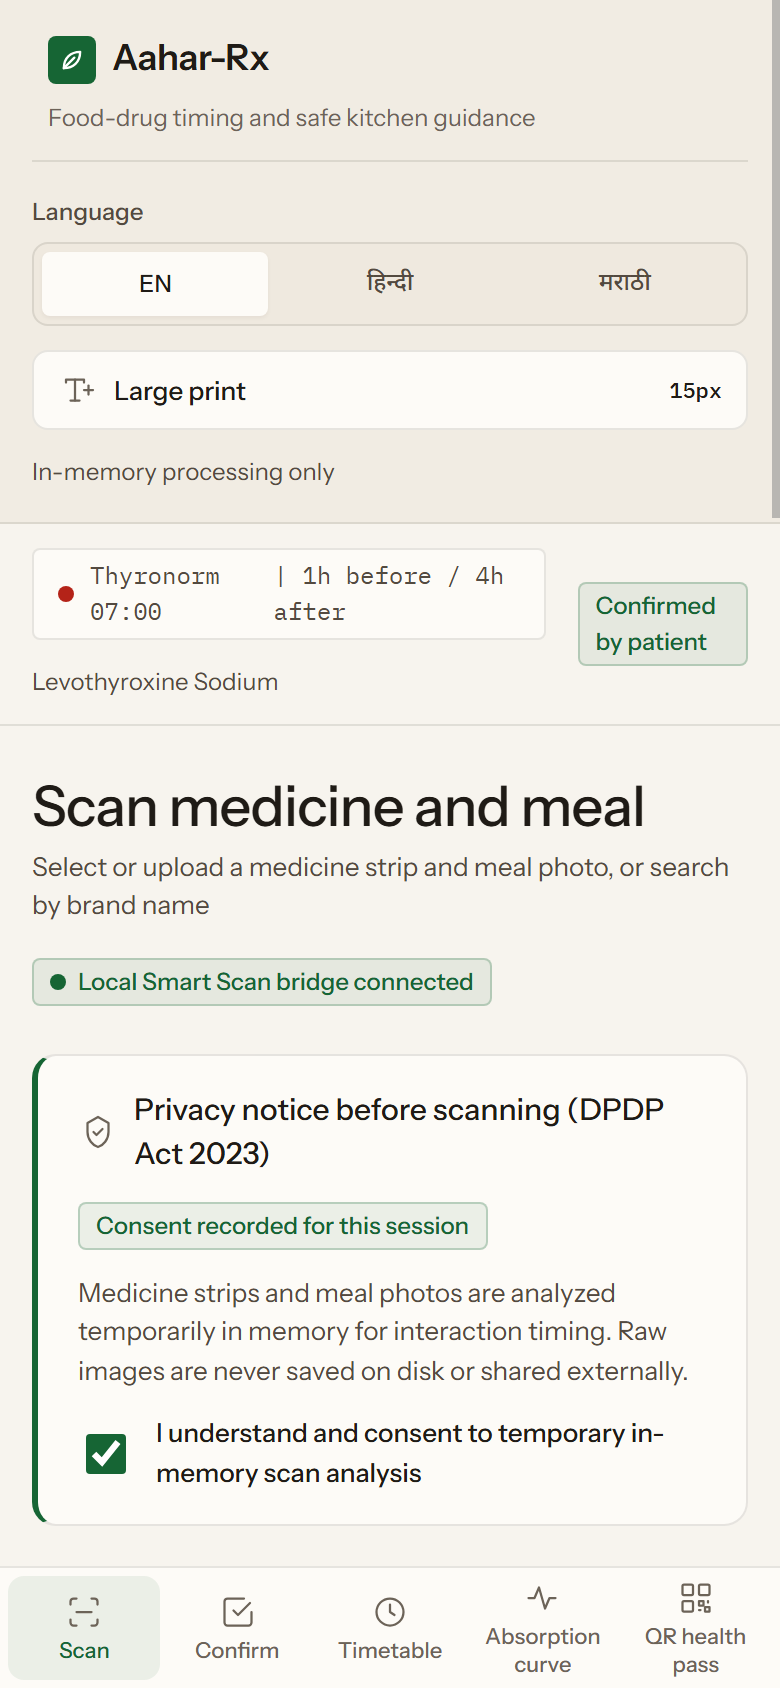 Aahar-Rx
Food-drug timing and safe kitchen guidance
Language
EN
हिन्दी
मराठी
Large print
15px
In-memory processing only
Thyronorm | 1h before / 4h
07:00 after
Confirmed
by patient
Levothyroxine Sodium
Scan medicine and meal
Select or upload a medicine strip and meal photo, or search
by brand name
Local Smart Scan bridge connected
Privacy notice before scanning (DPDP
Act 2023)
Consent recorded for this session
Medicine strips and meal photos are analyzed
temporarily in memory for interaction timing. Raw
images are never saved on disk or shared externally.
I understand and consent to temporary in-
memory scan analysis
Scan
Confirm
Timetable
Absorption
curve
QR health
pass